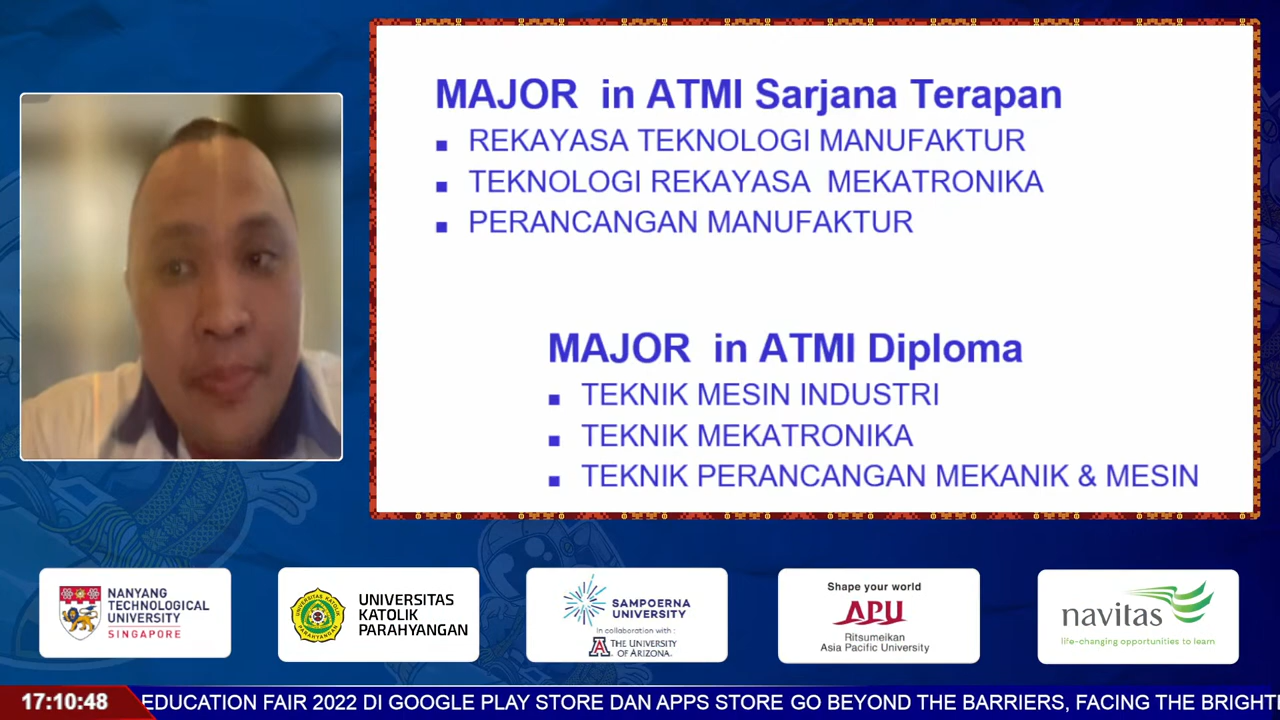 MAJOR in ATMI Sarjana Terapan
REKAYASA TEKNOLOGI MANUFAKTUR
TEKNOLOGI REKAYASA MEKATRONIKA
PERANCANGAN MANUFAKTUR
MAJOR in ATMI Diploma
TEKNIK MESIN INDUSTRI
TEKNIK MEKATRONIKA
TEKNIK PERANCANGAN MEKANIK & MESIN
NANYANG
TECHNOLOGICAL
UNIVERSITY
SINGAPORE
UNIVERSITAS
KATOLIK
PARAHYANGAN
SAMPOERNA
UNIVERSITY
In collaboration with :
THE UNIVERSITY
OF ARIZONA
Shape your world
APU
Ritsumeikan
Asia Pacific University
navitas
life-changing opportunities to learn
17:10:48
EDUCATION FAIR 2022 DI GOOGLE PLAY STORE DAN APPS STORE GO BEYOND THE BARRIERS, FACING THE BRIGHT